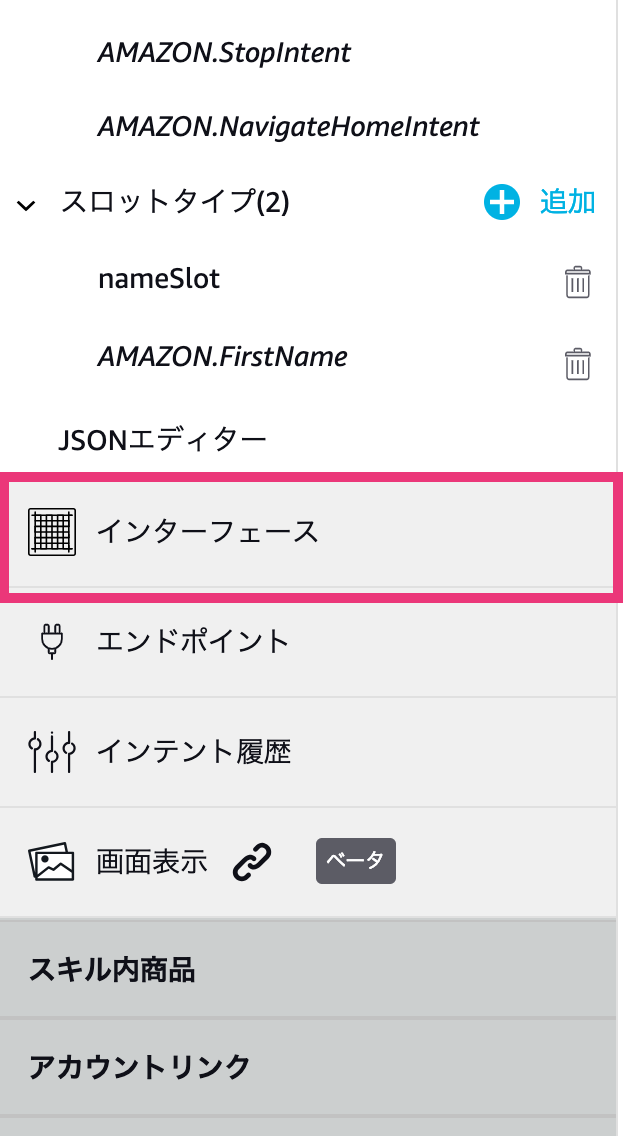 AMAZON.StopIntent
AMAZON.NavigateHomeIntent
スロットタイプ(2) 追加
nameSlot
AMAZON.FirstName
JSONエディター
インターフェース
エンドポイント
インテント履歴
画面表示 ベータ
スキル内商品
アカウントリンク